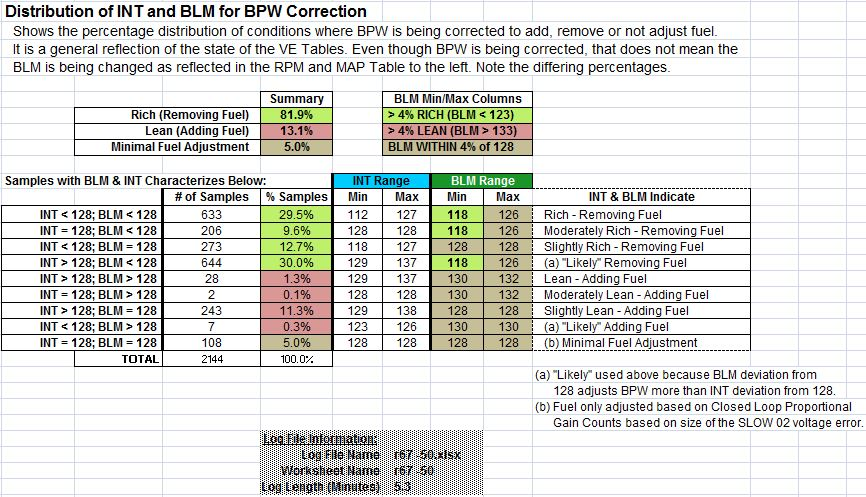 Distribution of INT and BLM for BPW Correction
Shows the percentage distribution of conditions where BPW is being corrected to add, remove or not adjust fuel.
It is a general reflection of the state of the VE Tables. Even though BPW is being corrected, that does not mean the
BLM is being changed as reflected in the RPM and MAP Table to the left. Note the differing percentages.
Summary BLM Min/Max Columns
Rich (Removing Fuel) 81.9% > 4% RICH (BLM < 123)
Lean (Adding Fuel) 13.1% > 4% LEAN (BLM > 133)
Minimal Fuel Adjustment 5.0% BLM WITHIN 4% of 128
Samples with BLM & INT Characterizes Below: INT Range BLM Range
# of Samples % Samples Min Max Min Max INT & BLM Indicate
INT < 128; BLM < 128 633 29.5% 112 127 118 126 Rich - Removing Fuel
INT = 128; BLM < 128 206 9.6% 128 128 118 126 Moderately Rich - Removing Fuel
INT < 128; BLM = 128 273 12.7% 118 127 128 128 Slightly Rich - Removing Fuel
INT > 128; BLM < 128 644 30.0% 129 137 118 126 (a) "Likely" Removing Fuel
INT > 128; BLM > 128 28 1.3% 129 137 130 132 Lean - Adding Fuel
INT = 128; BLM > 128 2 0.1% 128 128 130 132 Moderately Lean - Adding Fuel
INT > 128; BLM = 128 243 11.3% 129 138 128 128 Slightly Lean - Adding Fuel
INT < 128; BLM > 128 7 0.3% 123 126 130 130 (a) "Likely" Adding Fuel
INT = 128; BLM = 128 108 5.0% 128 128 128 128 (b) Minimal Fuel Adjustment
TOTAL 2144 100.0%
(a) "Likely" used above because BLM deviation from
128 adjusts BPW more than INT deviation from 128.
(b) Fuel only adjusted based on Closed Loop Proportional
Gain Counts based on size of the SLOW 02 voltage error.
Log File Information:
Log File Name r67 -50.xlsx
Worksheet Name r67 -50
Log Length (Minutes) 5.3